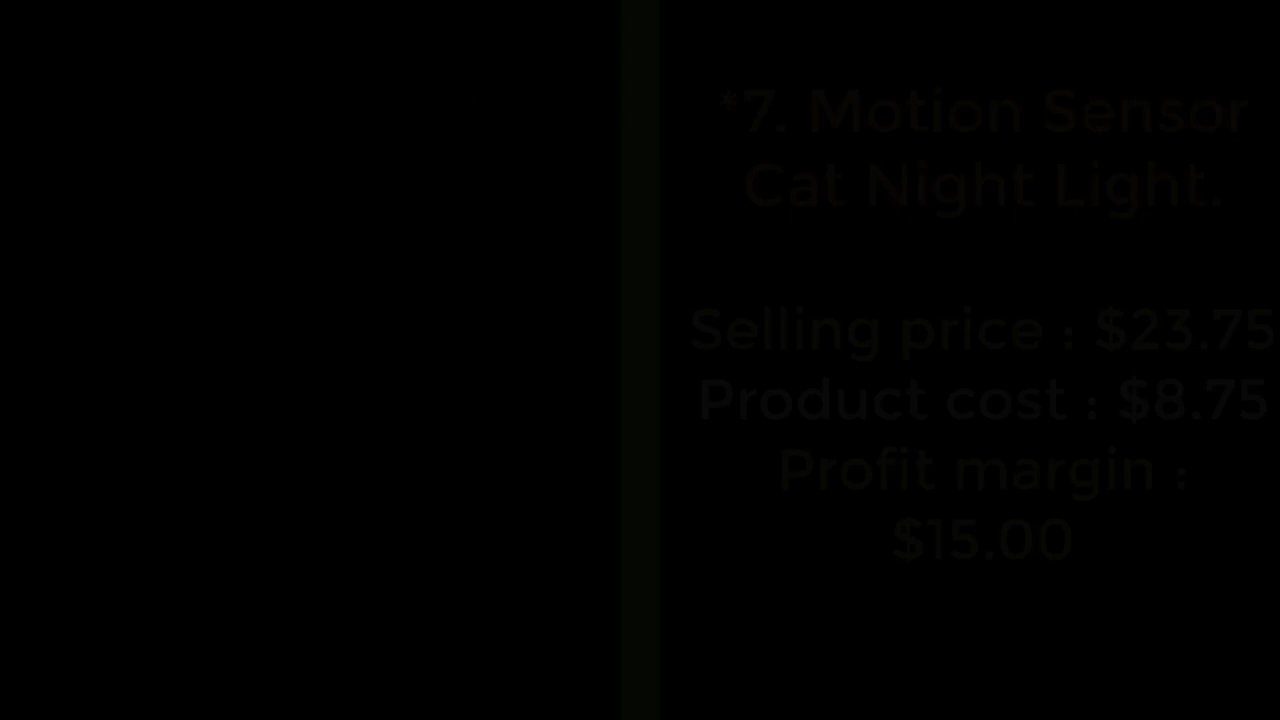 *7. Motion Sensor
Cat Night Light.
Selling price : $23.75
Product cost : $8.75
Profit margin :
$15.00